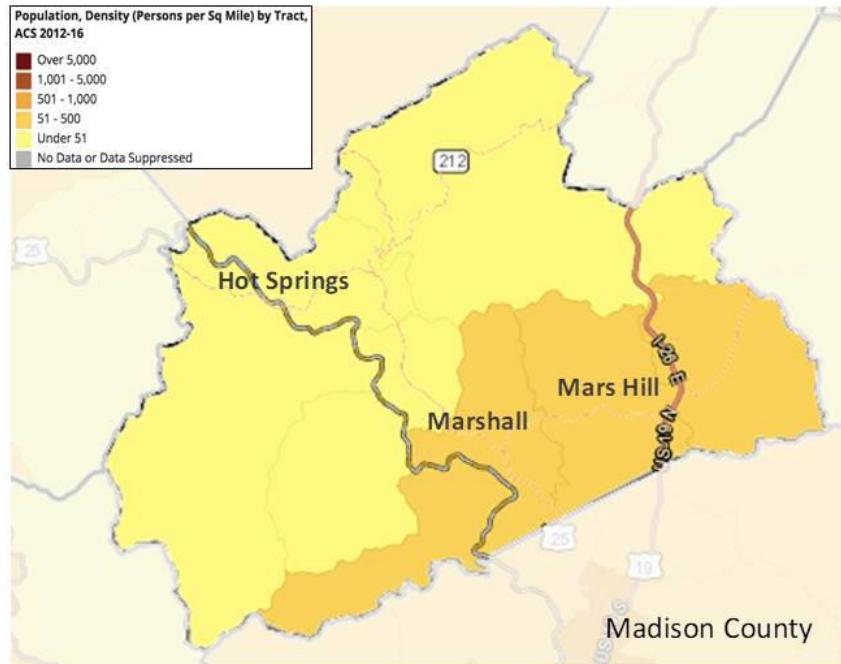 Population, Density (Persons per Sq Mile) by Tract,
ACS 2012-16
Over 5,000
1,001 - 5,000
501 - 1,000
51 - 500
Under 51
No Data or Data Suppressed
212
25
Hot Springs
I-26 E
Mars Hill
Marshall
25
19
US
S
Madison County